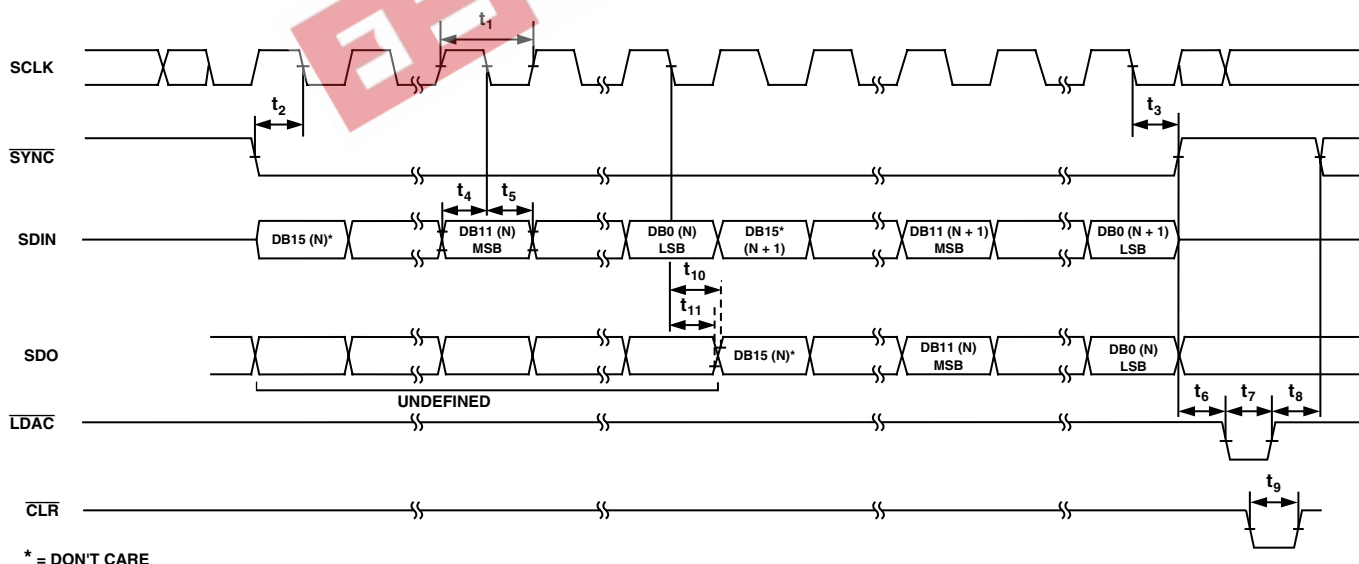 t1
SCLK
t2
t3
SYNC
t4 t5
SDIN DB15 (N)* DB11 (N) MSB DB0 (N) LSB DB15* (N + 1) DB11 (N + 1) MSB DB0 (N + 1) LSB
t10
t11
SDO DB15 (N)* DB11 (N) MSB DB0 (N) LSB
UNDEFINED
t6 t7 t8
LDAC
t9
CLR
* = DON'T CARE